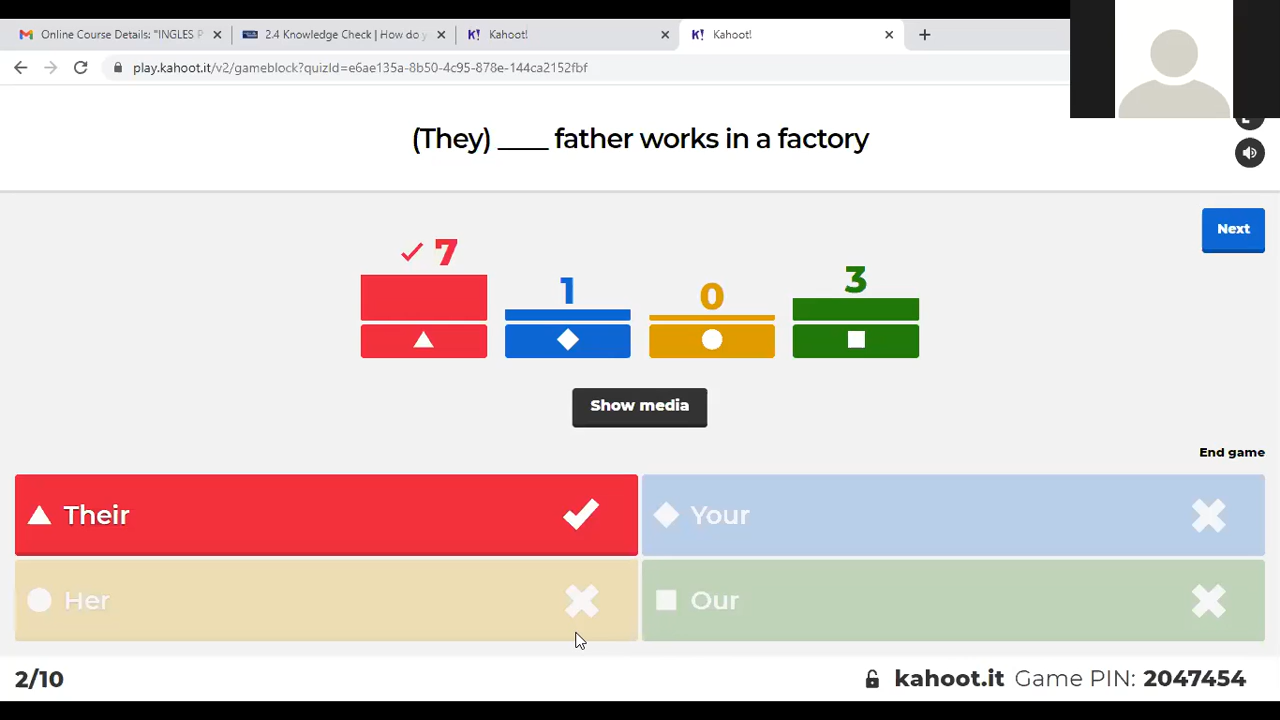 Online Course Details: "INGLES P
2.4 Knowledge Check | How do y
K! Kahoot!
K! Kahoot!
play.kahoot.it/v2/gameblock?quizId=e6ae135a-8b50-4c95-878e-144ca2152fbf
(They) ____ father works in a factory
Next
7
1
0
3
Show media
End game
Their
Your
Her
Our
2/10
kahoot.it Game PIN: 2047454